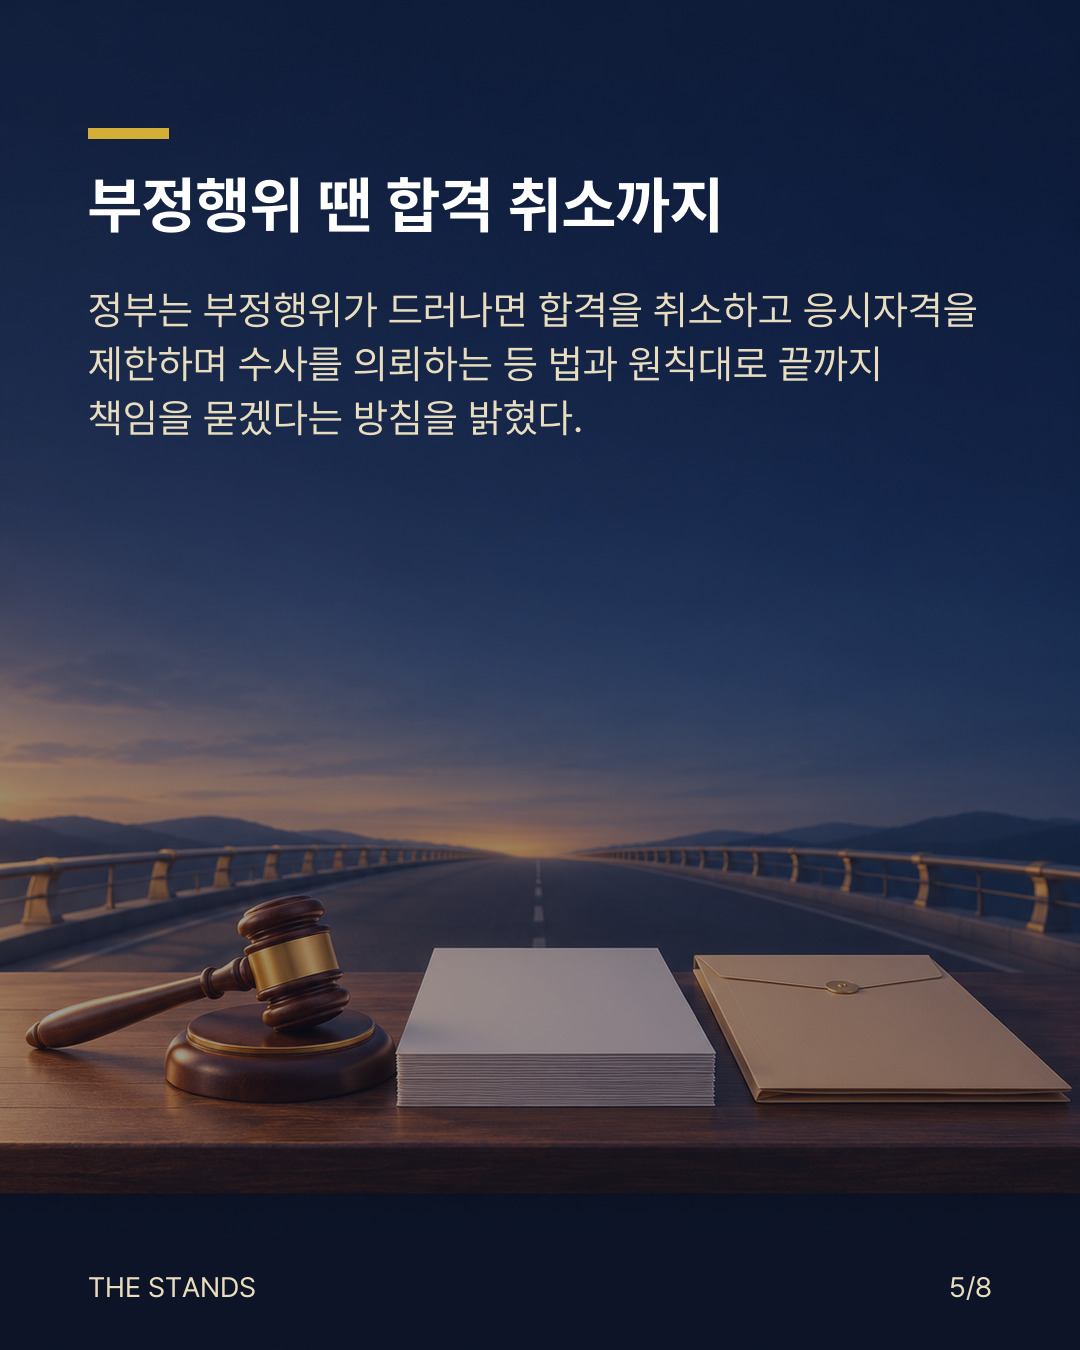 부정행위 땐 합격 취소까지
정부는 부정행위가 드러나면 합격을 취소하고 응시자격을
제한하며 수사를 의뢰하는 등 법과 원칙대로 끝까지
책임을 묻겠다는 방침을 밝혔다.
THE STANDS
5/8